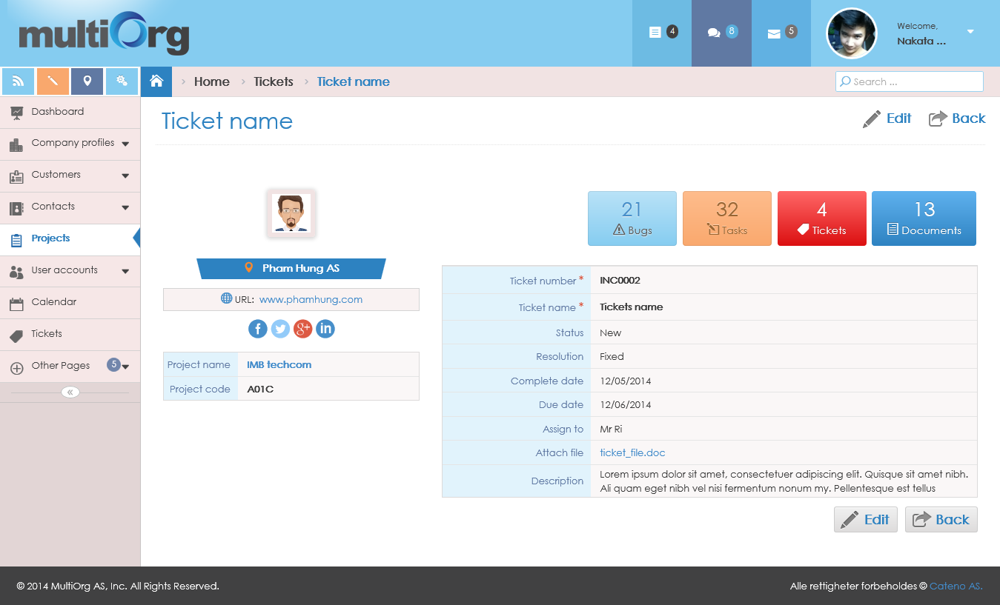 multiOrg
4
8
5
Welcome,
Nakata ...
Home
Tickets
Ticket name
Search ...
Dashboard
Company profiles
Customers
Contacts
Projects
User accounts
Calendar
Tickets
Other Pages
5
«
Ticket name
Edit
Back
Pham Hung AS
URL: www.phamhung.com
f
g+
in
Project name IMB techcom
Project code A01C
21
Bugs
32
Tasks
4
Tickets
13
Documents
Ticket number * INC0002
Ticket name * Tickets name
Status New
Resolution Fixed
Complete date 12/05/2014
Due date 12/06/2014
Assign to Mr Ri
Attach file ticket_file.doc
Description Lorem ipsum dolor sit amet, consectetuer adipiscing elit. Quisque sit amet nibh.
Ali quam eget nibh vel nisi fermentum nonum my. Pellentesque est tellus
Edit
Back
© 2014 MultiOrg AS, Inc. All Rights Reserved.
Alle rettigheter forbeholdes © Cateno AS.